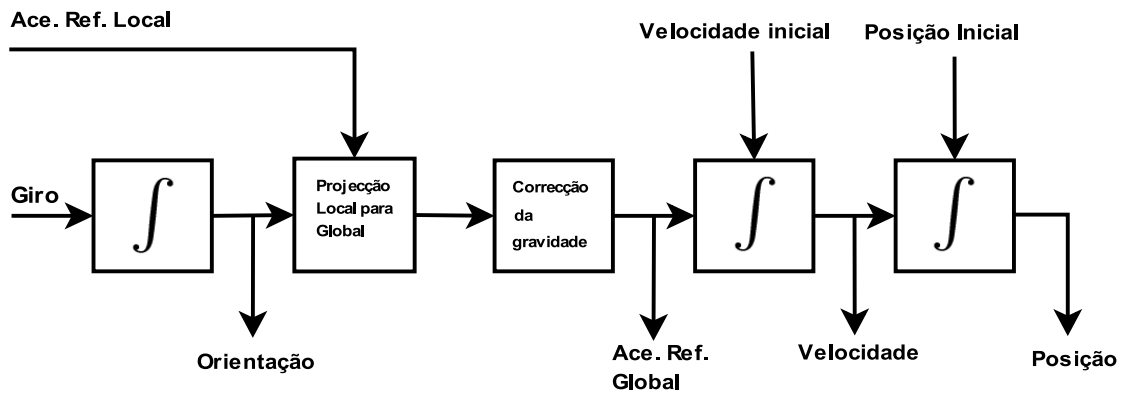 Ace. Ref. Local
Velocidade inicial
Posição Inicial
Giro
∫
Projecção
Local para
Global
Correcção
da
gravidade
∫
∫
Orientação
Ace. Ref.
Global
Velocidade
Posição